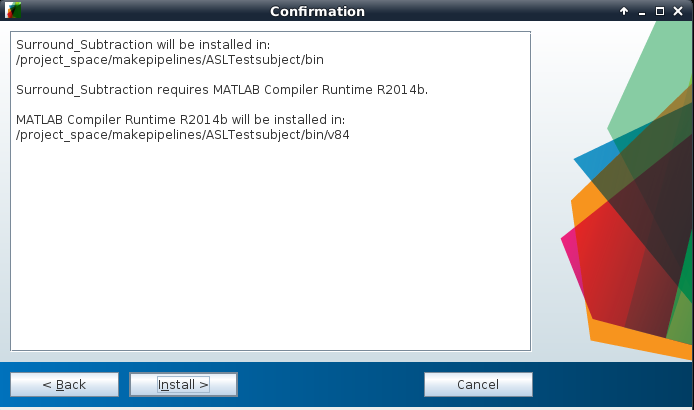 Confirmation
Surround_Subtraction will be installed in:
/project_space/makepipelines/ASLTestsubject/bin
Surround_Subtraction requires MATLAB Compiler Runtime R2014b.
MATLAB Compiler Runtime R2014b will be installed in:
/project_space/makepipelines/ASLTestsubject/bin/v84
< Back
Install >
Cancel